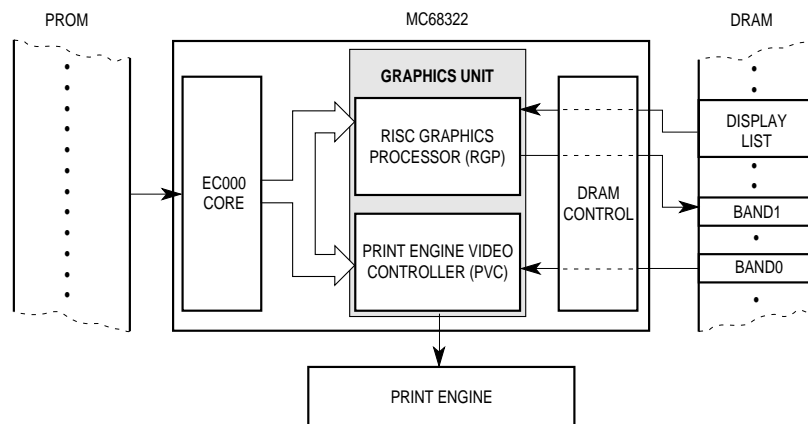 PROM
MC68322
DRAM
GRAPHICS UNIT
RISC GRAPHICS
PROCESSOR (RGP)
EC000
CORE
DRAM
CONTROL
DISPLAY
LIST
BAND1
PRINT ENGINE VIDEO
CONTROLLER (PVC)
BAND0
PRINT ENGINE